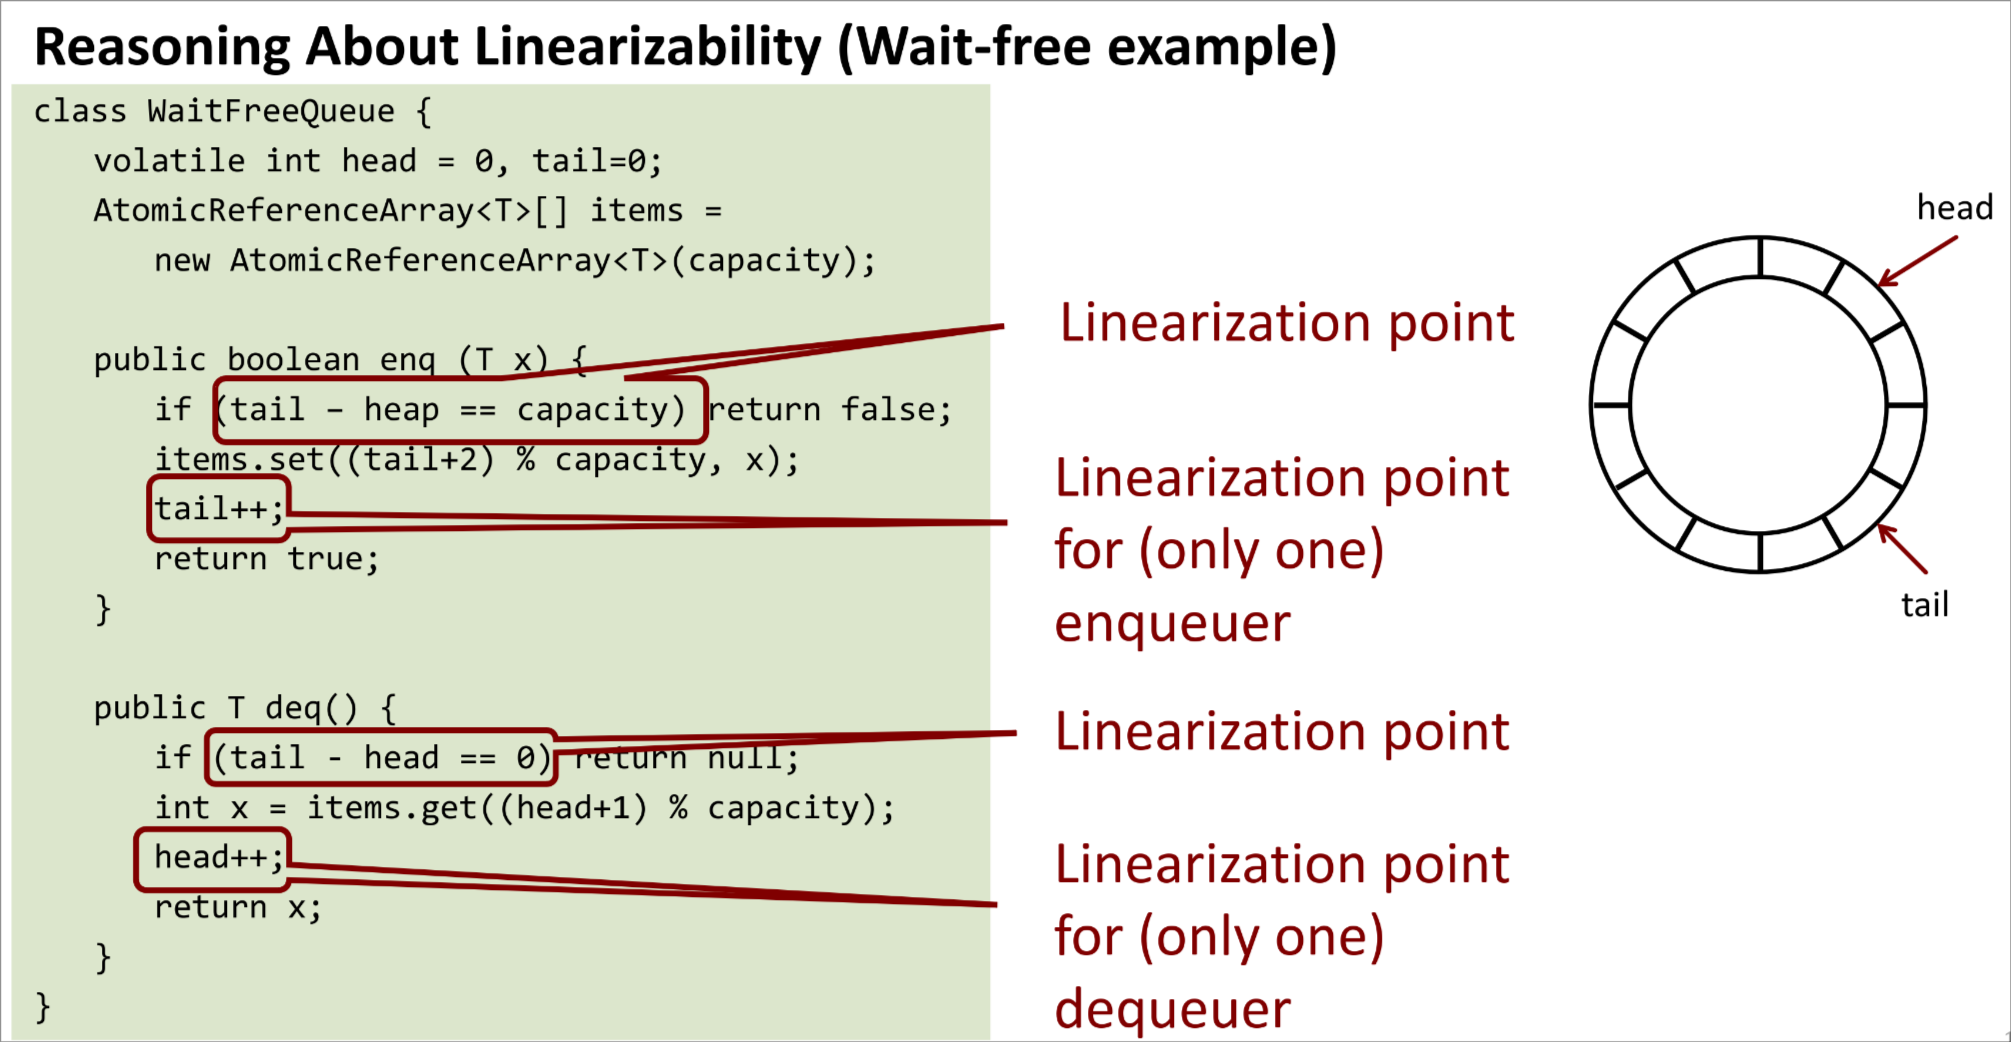 Reasoning About Linearizability (Wait-free example)
class WaitFreeQueue {
volatile int head = 0, tail=0;
AtomicReferenceArray<T>[] items =
new AtomicReferenceArray<T>(capacity);
public boolean enq (T x) {
if (tail – heap == capacity) return false;
items.set((tail+2) % capacity, x);
tail++;
return true;
}
public T deq() {
if (tail - head == 0) return null;
int x = items.get((head+1) % capacity);
head++;
return x;
}
}
Linearization point
Linearization point
for (only one)
enqueuer
Linearization point
Linearization point
for (only one)
dequeuer
head
tail